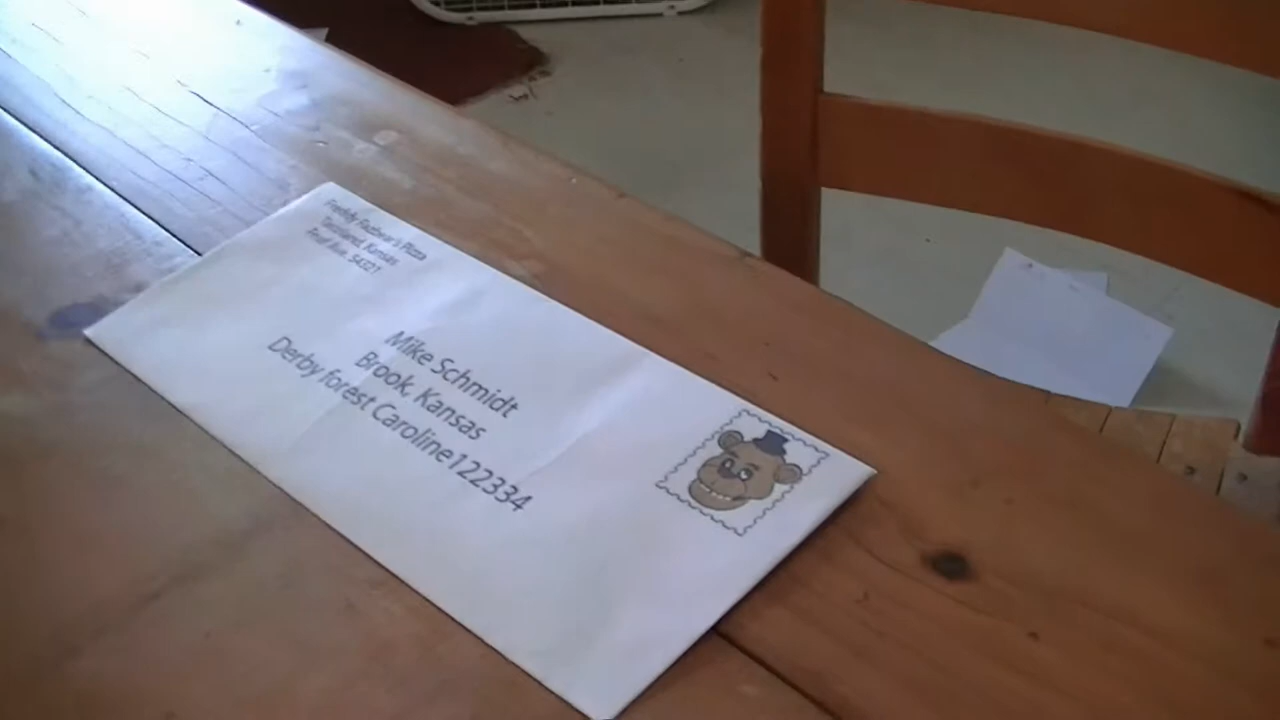 Freddy Fazbear's Pizza
Kansas
54321
Mike Schmidt
Brook, Kansas
Derby forest Caroline122334